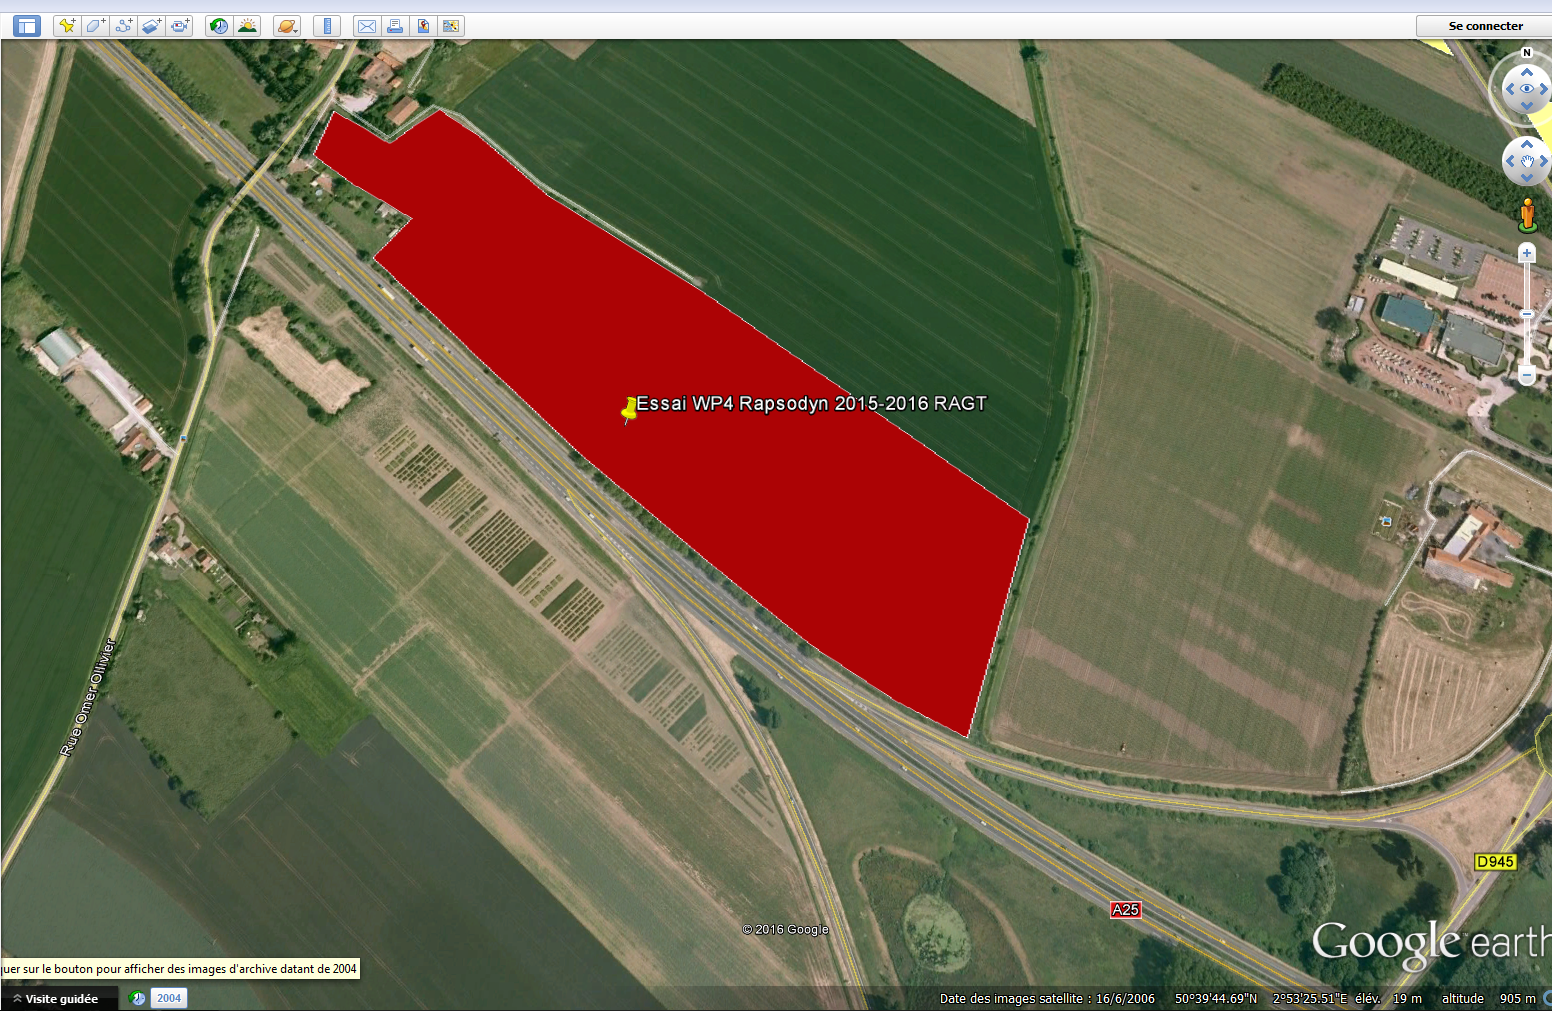 Se connecter
N
Essai WP4 Rapsodyn 2015-2016 RAGT
Rue Omer Ollivier
D945
A25
© 2016 Google
Google earth
quer sur le bouton pour afficher des images d'archive datant de 2004
Visite guidée
2004
Date des images satellite : 16/6/2006 50°39'44.69"N 2°53'25.51"E élév. 19 m altitude 905 m